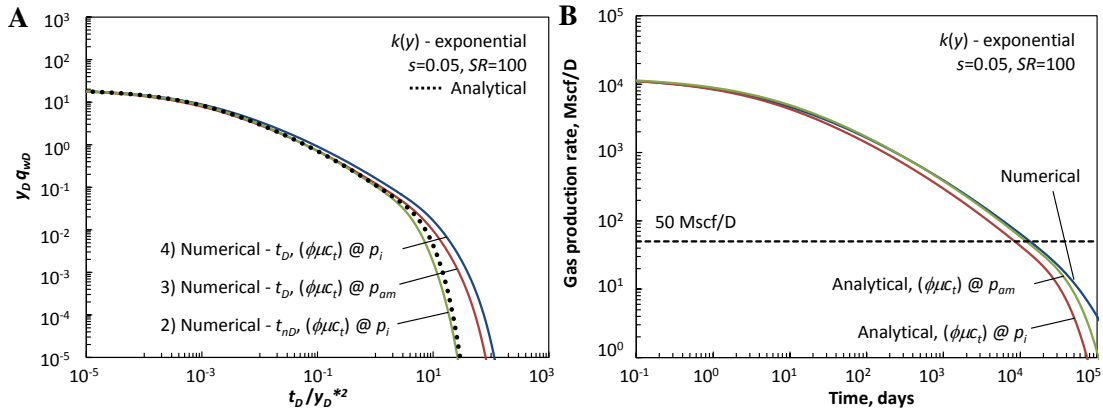 A
k(y) - exponential
s=0.05, SR=100
Analytical
4) Numerical - t_D, (ϕμc_t) @ p_i
3) Numerical - t_D, (ϕμc_t) @ p_am
2) Numerical - t_nD, (ϕμc_t) @ p_i
y_D q_wD
10^3
10^2
10^1
10^0
10^-1
10^-2
10^-3
10^-4
10^-5
10^-5
10^-3
10^-1
10^1
10^3
t_D/y_D*^2
B
k(y) - exponential
s=0.05, SR=100
Numerical
50 Mscf/D
Analytical, (ϕμc_t) @ p_am
Analytical, (ϕμc_t) @ p_i
Gas production rate, Mscf/D
10^5
10^4
10^3
10^2
10^1
10^0
10^-1
10^0
10^1
10^2
10^3
10^4
10^5
Time, days